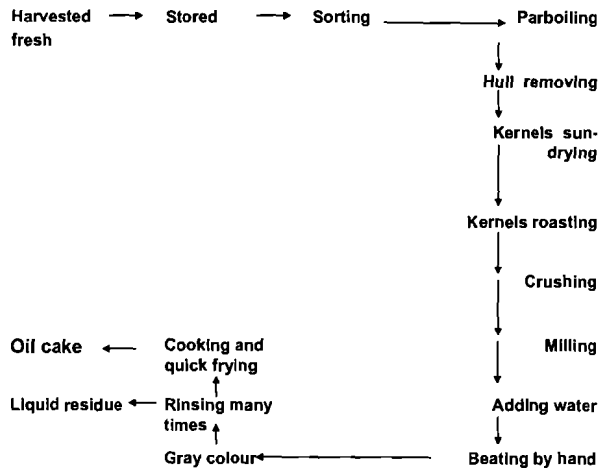 Harvested fresh
Stored
Sorting
Parboiling
Hull removing
Kernels sun-
drying
Kernels roasting
Crushing
Milling
Adding water
Beating by hand
Gray colour
Rinsing many
times
Liquid residue
Cooking and
quick frying
Oil cake